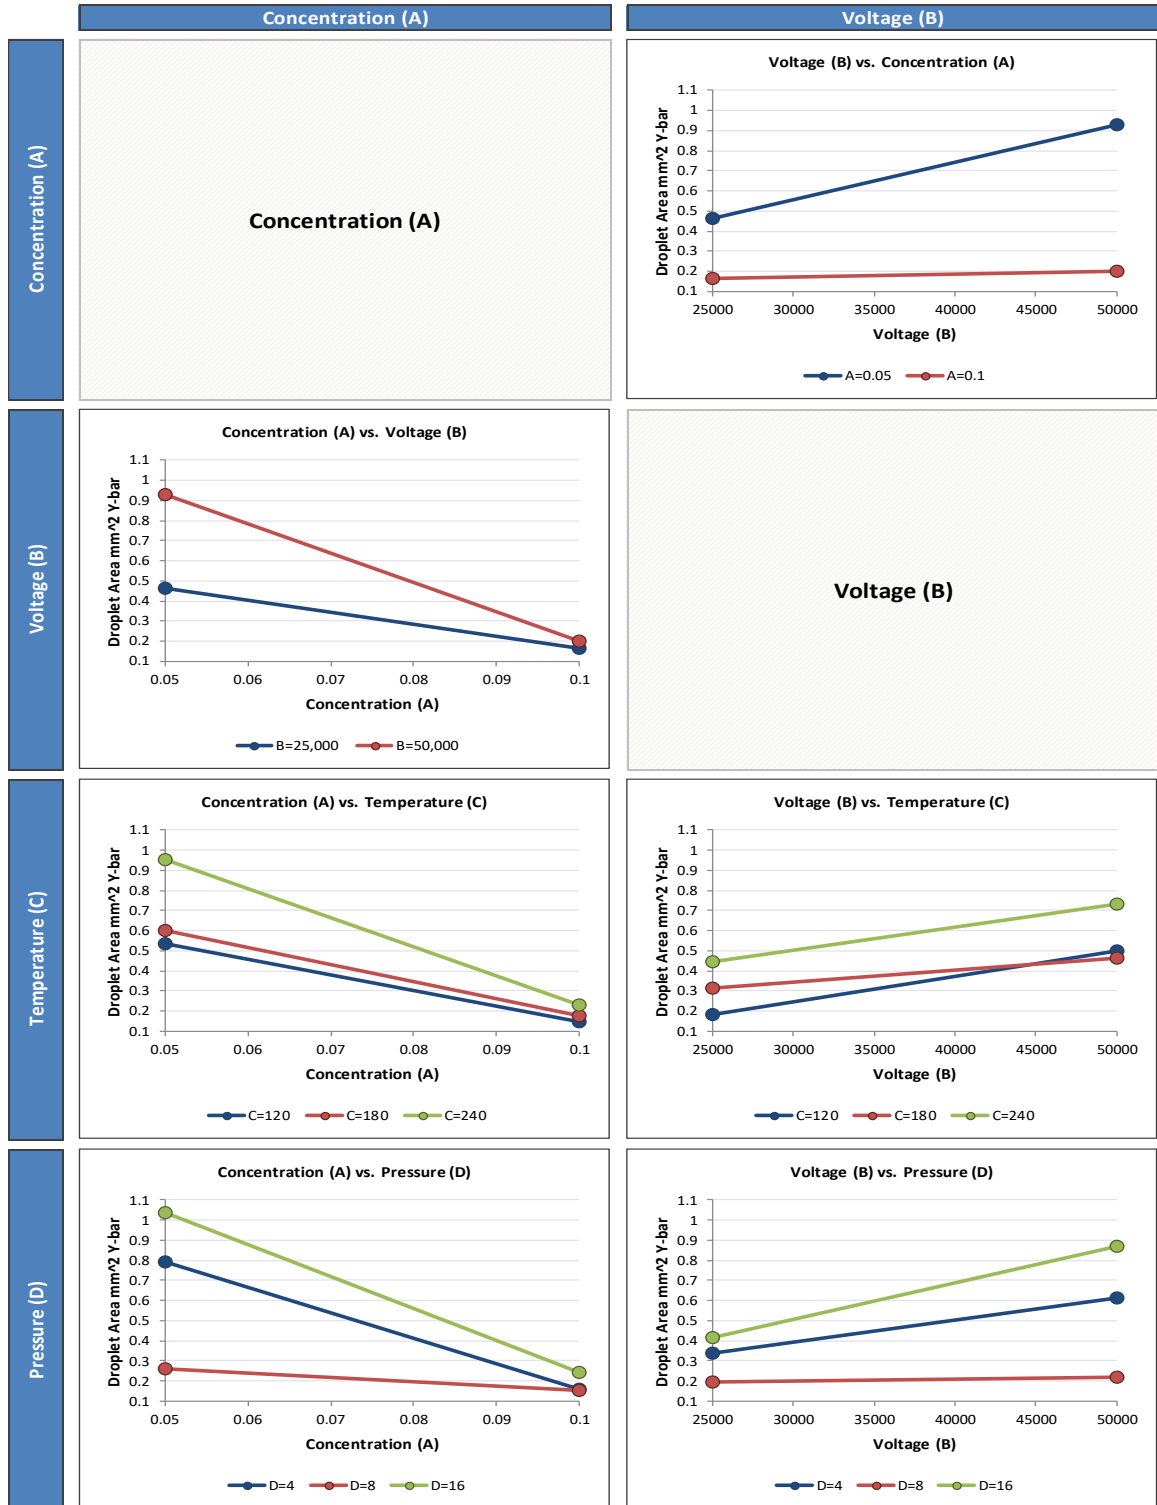 Concentration (A)
Voltage (B)
Concentration (A)
Concentration (A)
Voltage (B) vs. Concentration (A)
Droplet Area mm^2 Y-bar
1.1
1
0.9
0.8
0.7
0.6
0.5
0.4
0.3
0.2
0.1
25000 30000 35000 40000 45000 50000
Voltage (B)
A=0.05 A=0.1
Voltage (B)
Concentration (A) vs. Voltage (B)
Droplet Area mm^2 Y-bar
1.1
1
0.9
0.8
0.7
0.6
0.5
0.4
0.3
0.2
0.1
0.05 0.06 0.07 0.08 0.09 0.1
Concentration (A)
B=25,000 B=50,000
Voltage (B)
Temperature (C)
Concentration (A) vs. Temperature (C)
Droplet Area mm^2 Y-bar
1.1
1
0.9
0.8
0.7
0.6
0.5
0.4
0.3
0.2
0.1
0.05 0.06 0.07 0.08 0.09 0.1
Concentration (A)
C=120 C=180 C=240
Voltage (B) vs. Temperature (C)
Droplet Area mm^2 Y-bar
1.1
1
0.9
0.8
0.7
0.6
0.5
0.4
0.3
0.2
0.1
25000 30000 35000 40000 45000 50000
Voltage (B)
C=120 C=180 C=240
Pressure (D)
Concentration (A) vs. Pressure (D)
Droplet Area mm^2 Y-bar
1.1
1
0.9
0.8
0.7
0.6
0.5
0.4
0.3
0.2
0.1
0.05 0.06 0.07 0.08 0.09 0.1
Concentration (A)
D=4 D=8 D=16
Voltage (B) vs. Pressure (D)
Droplet Area mm^2 Y-bar
1.1
1
0.9
0.8
0.7
0.6
0.5
0.4
0.3
0.2
0.1
25000 30000 35000 40000 45000 50000
Voltage (B)
D=4 D=8 D=16